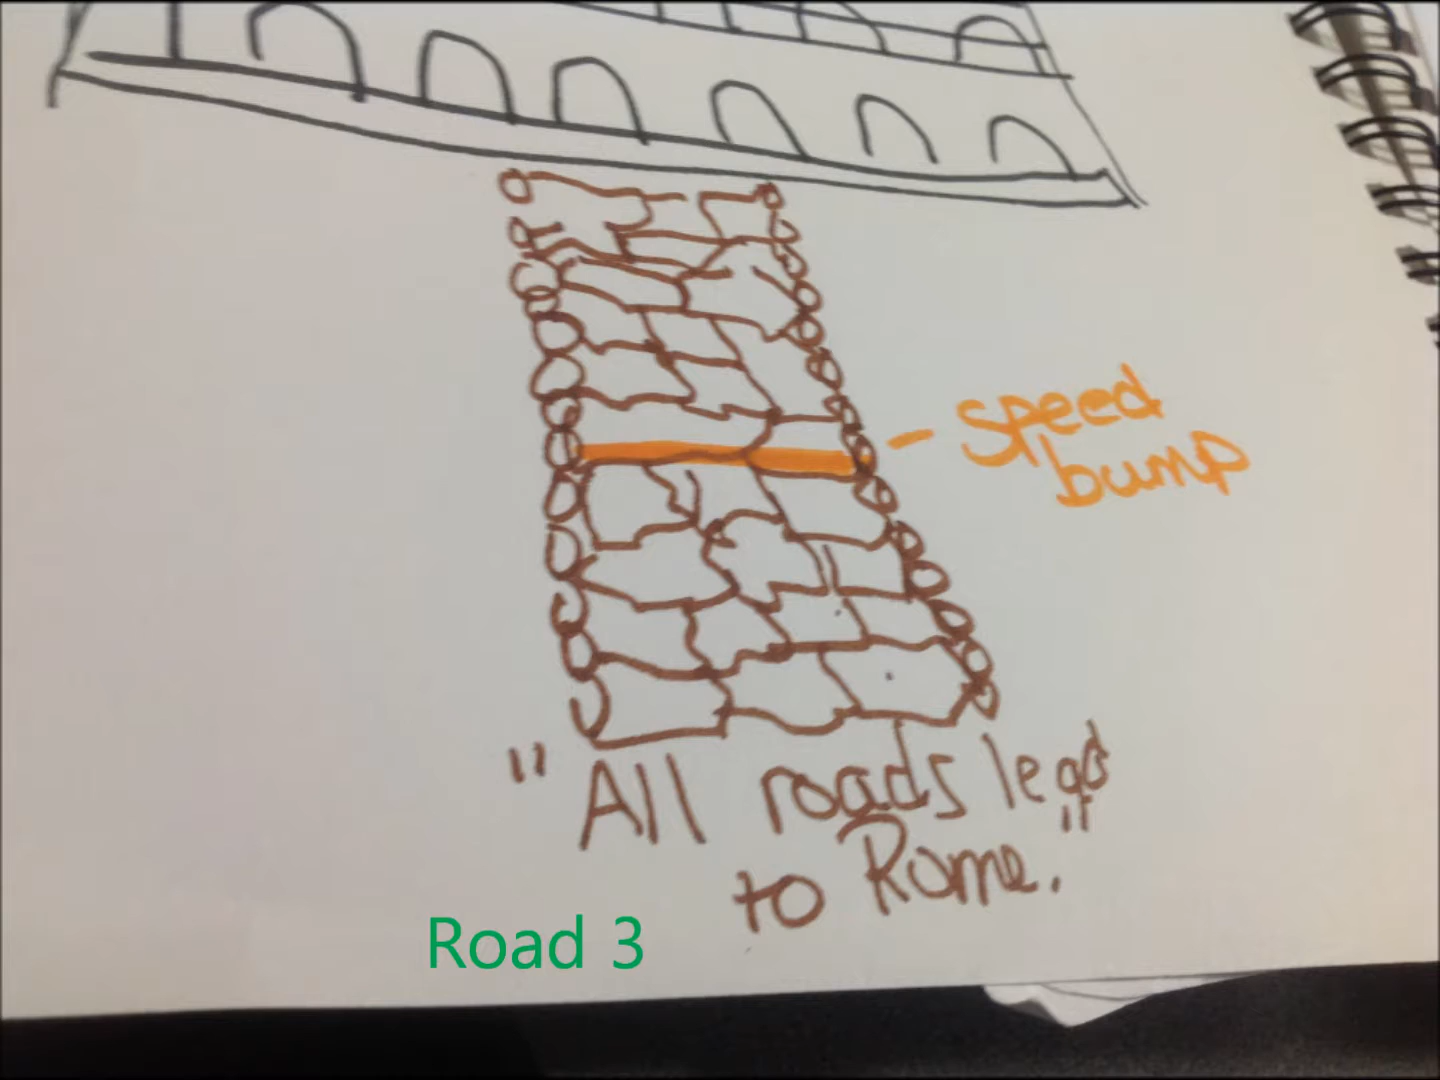 speed
bump
"All roads lead
to Rome."
Road 3